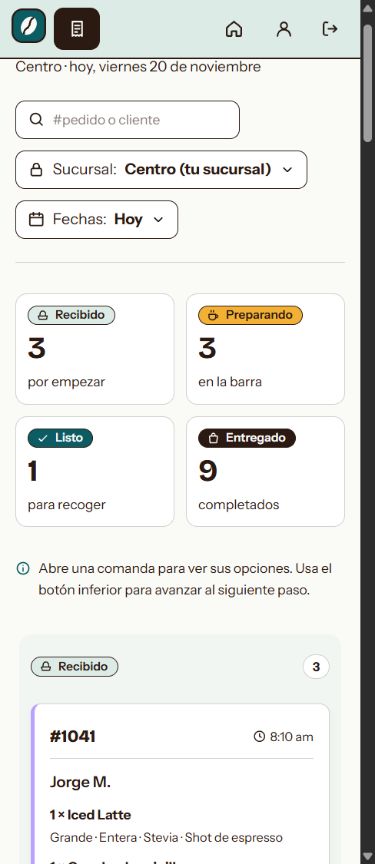 Centro · hoy, viernes 20 de noviembre
#pedido o cliente
Sucursal: Centro (tu sucursal)
Fechas: Hoy
Recibido
3
por empezar
Preparando
3
en la barra
Listo
1
para recoger
Entregado
9
completados
Abre una comanda para ver sus opciones. Usa el
botón inferior para avanzar al siguiente paso.
Recibido
3
#1041
8:10 am
Jorge M.
1 × Iced Latte
Grande · Entera · Stevia · Shot de espresso